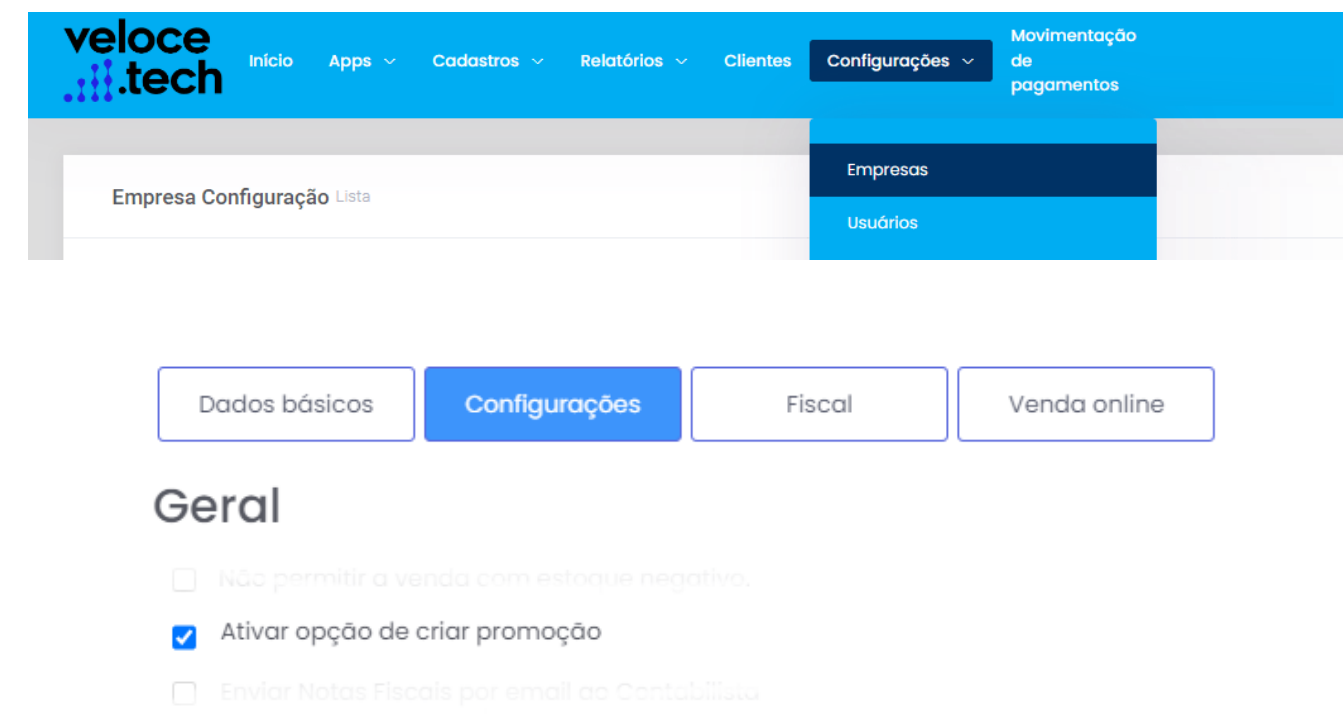 veloce
.tech
Início Apps Cadastros Relatórios Clientes Configurações Movimentação de pagamentos
Empresas
Usuários
Empresa Configuração Lista
Dados básicos Configurações Fiscal Venda online
Geral
Não permitir a venda com estoque negativo.
Ativar opção de criar promoção
Enviar Notas Fiscais por email ao Contabilista